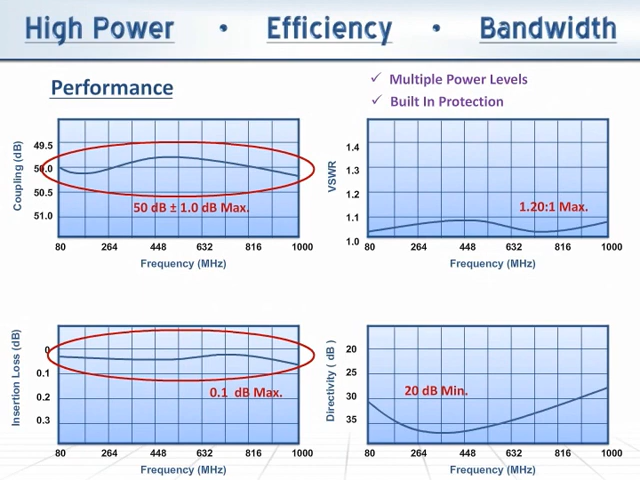 High Power • Efficiency • Bandwidth
Performance
✓ Multiple Power Levels
✓ Built In Protection
Coupling (dB)
49.5
50.0
50.5
51.0
50 dB ± 1.0 dB Max.
80 264 448 632 816 1000
Frequency (MHz)
VSWR
1.4
1.3
1.2
1.1
1.0
1.20:1 Max.
80 264 448 632 816 1000
Frequency (MHz)
Insertion Loss (dB)
0
0.1
0.2
0.3
0.1 dB Max.
80 264 448 632 816 1000
Frequency (MHz)
Directivity ( dB )
20
25
30
35
20 dB Min.
80 264 448 632 816 1000
Frequency (MHz)